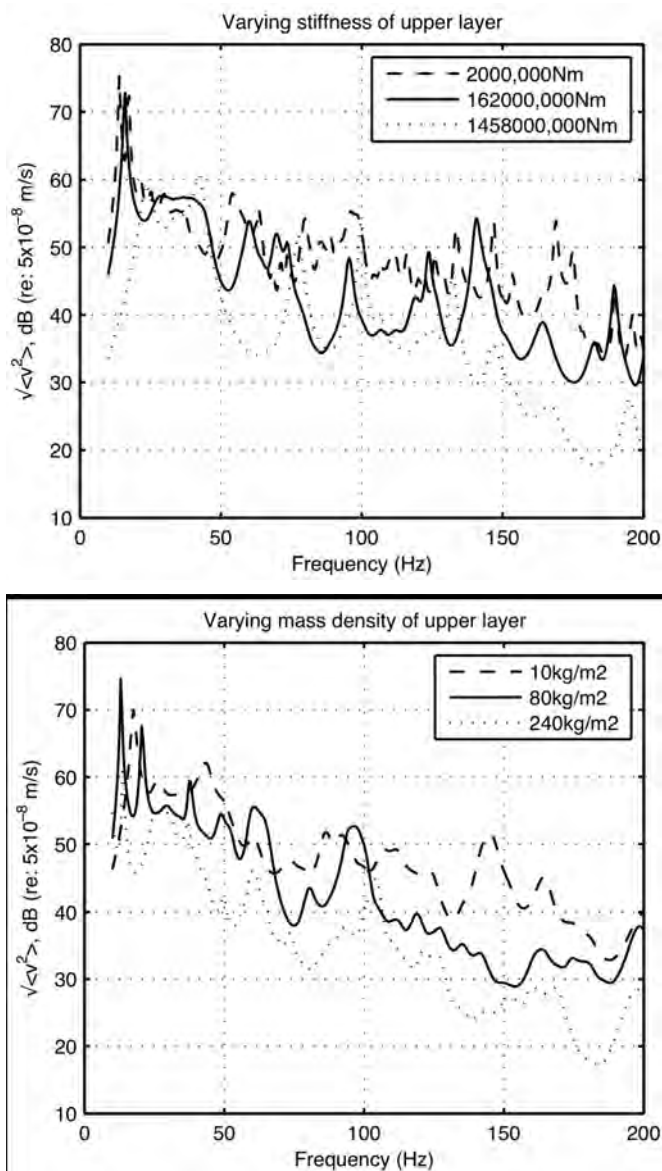 Varying stiffness of upper layer
80
70
60
50
40
30
20
10
√<v²>, dB (re: 5x10⁻⁸ m/s)
2000,000Nm
162000,000Nm
1458000,000Nm
0 50 100 150 200
Frequency (Hz)
Varying mass density of upper layer
80
70
60
50
40
30
20
10
√<v²>, dB (re: 5x10⁻⁸ m/s)
10kg/m2
80kg/m2
240kg/m2
0 50 100 150 200
Frequency (Hz)